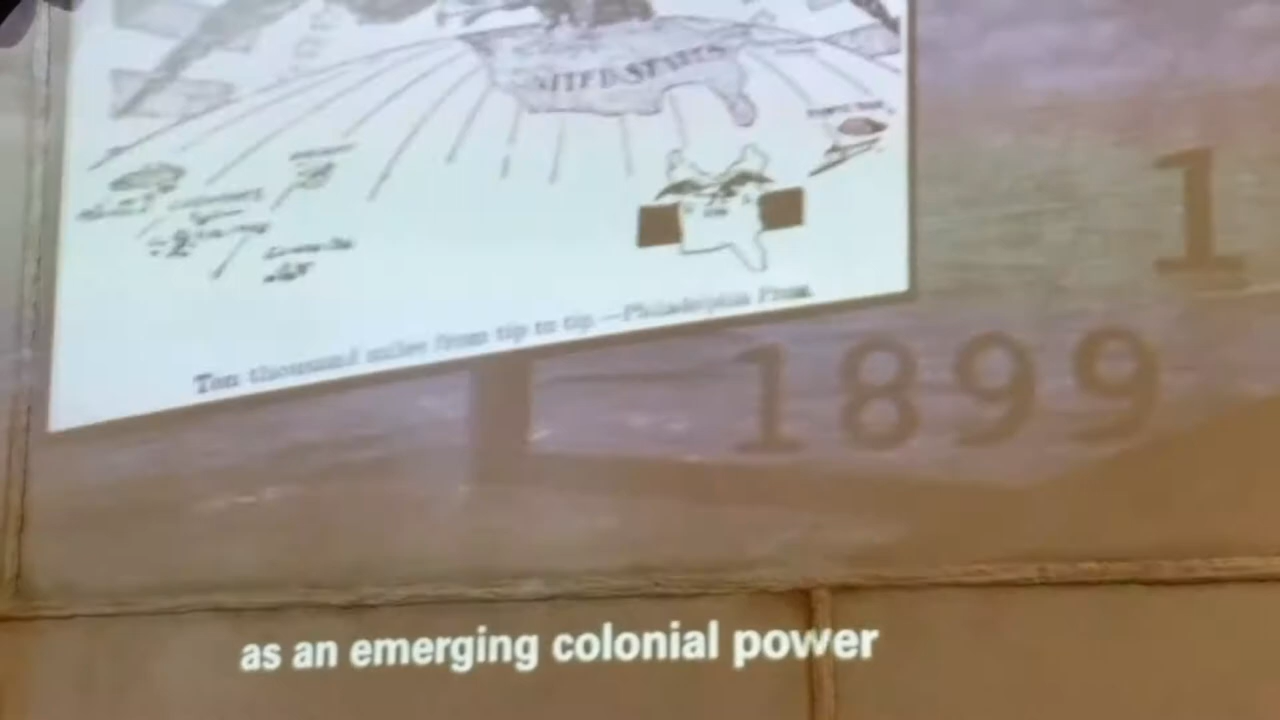 UNITED STATES
Ten thousand miles from tip to tip.—Philadelphia Press.
1
1899
as an emerging colonial power